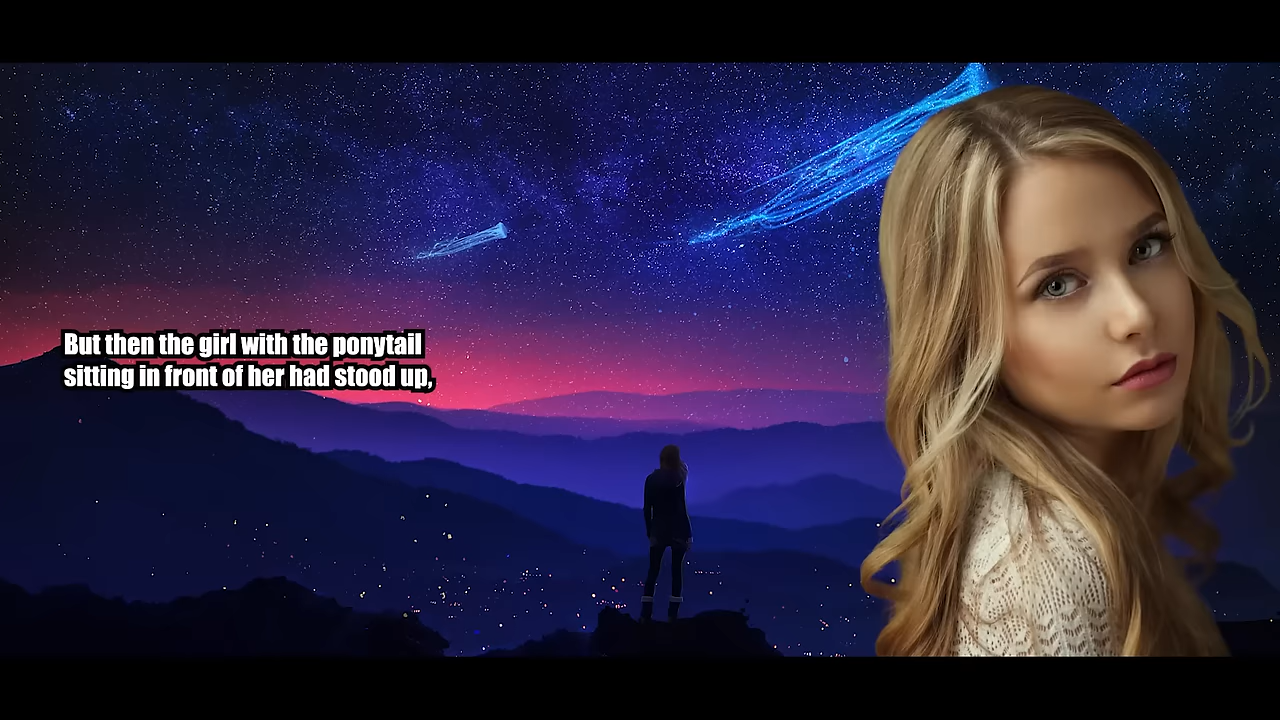 But then the girl with the ponytail
sitting in front of her had stood up,